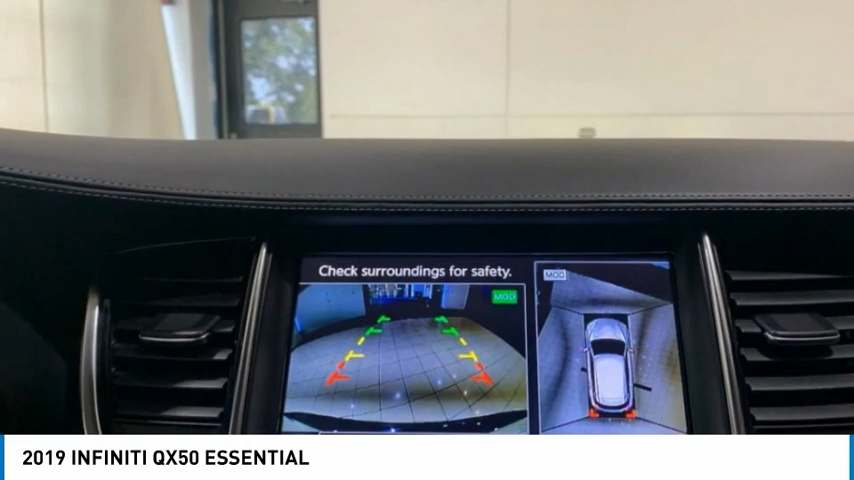 Check surroundings for safety.
MOD
MOD
2019 INFINITI QX50 ESSENTIAL